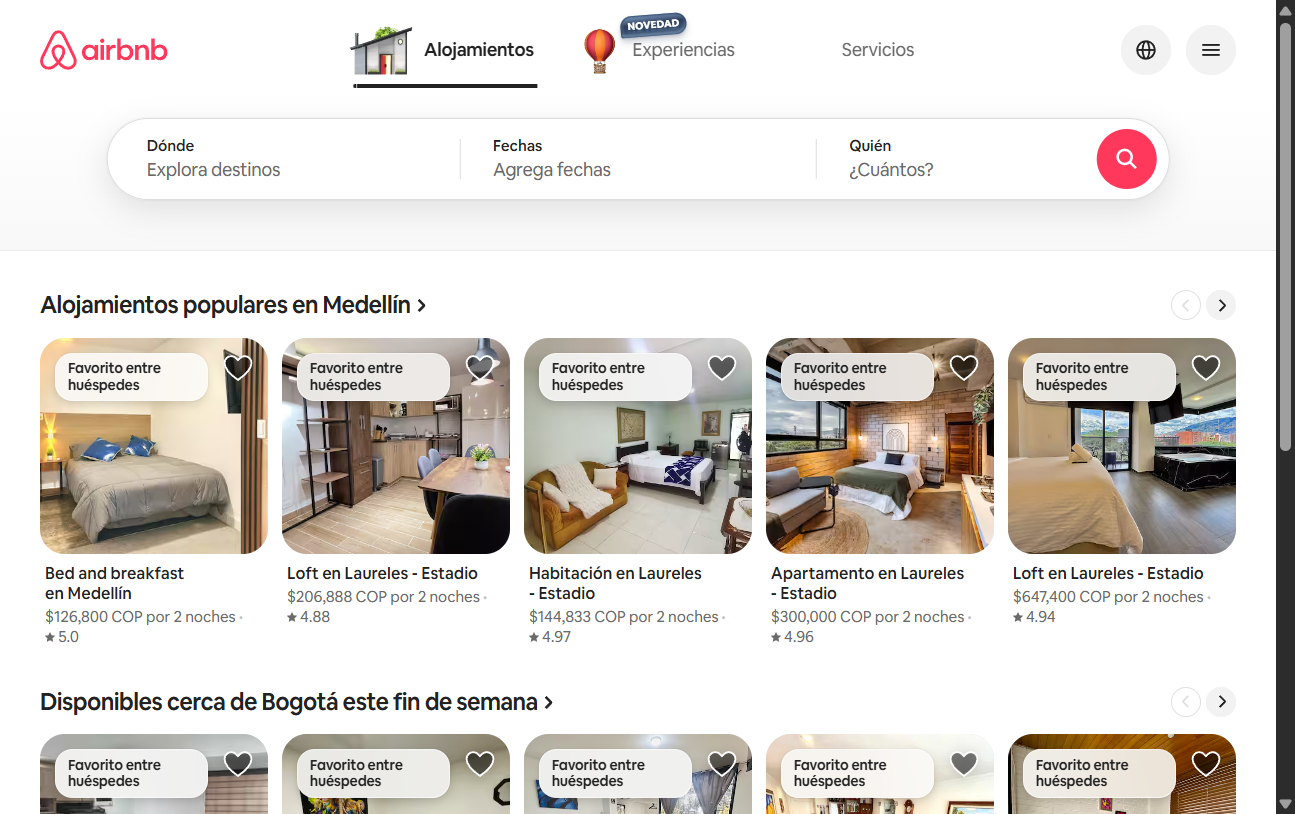 airbnb
Alojamientos
NOVEDAD
Experiencias
Servicios
Dónde
Explora destinos
Fechas
Agrega fechas
Quién
¿Cuántos?
Alojamientos populares en Medellín
Favorito entre
huéspedes
Favorito entre
huéspedes
Favorito entre
huéspedes
Favorito entre
huéspedes
Favorito entre
huéspedes
Bed and breakfast
en Medellín
$126,800 COP por 2 noches ·
★ 5.0
Loft en Laureles - Estadio
$206,888 COP por 2 noches ·
★ 4.88
Habitación en Laureles
- Estadio
$144,833 COP por 2 noches ·
★ 4.97
Apartamento en Laureles
- Estadio
$300,000 COP por 2 noches ·
★ 4.96
Loft en Laureles - Estadio
$647,400 COP por 2 noches ·
★ 4.94
Disponibles cerca de Bogotá este fin de semana
Favorito entre
huéspedes
Favorito entre
huéspedes
Favorito entre
huéspedes
Favorito entre
huéspedes
Favorito entre
huéspedes